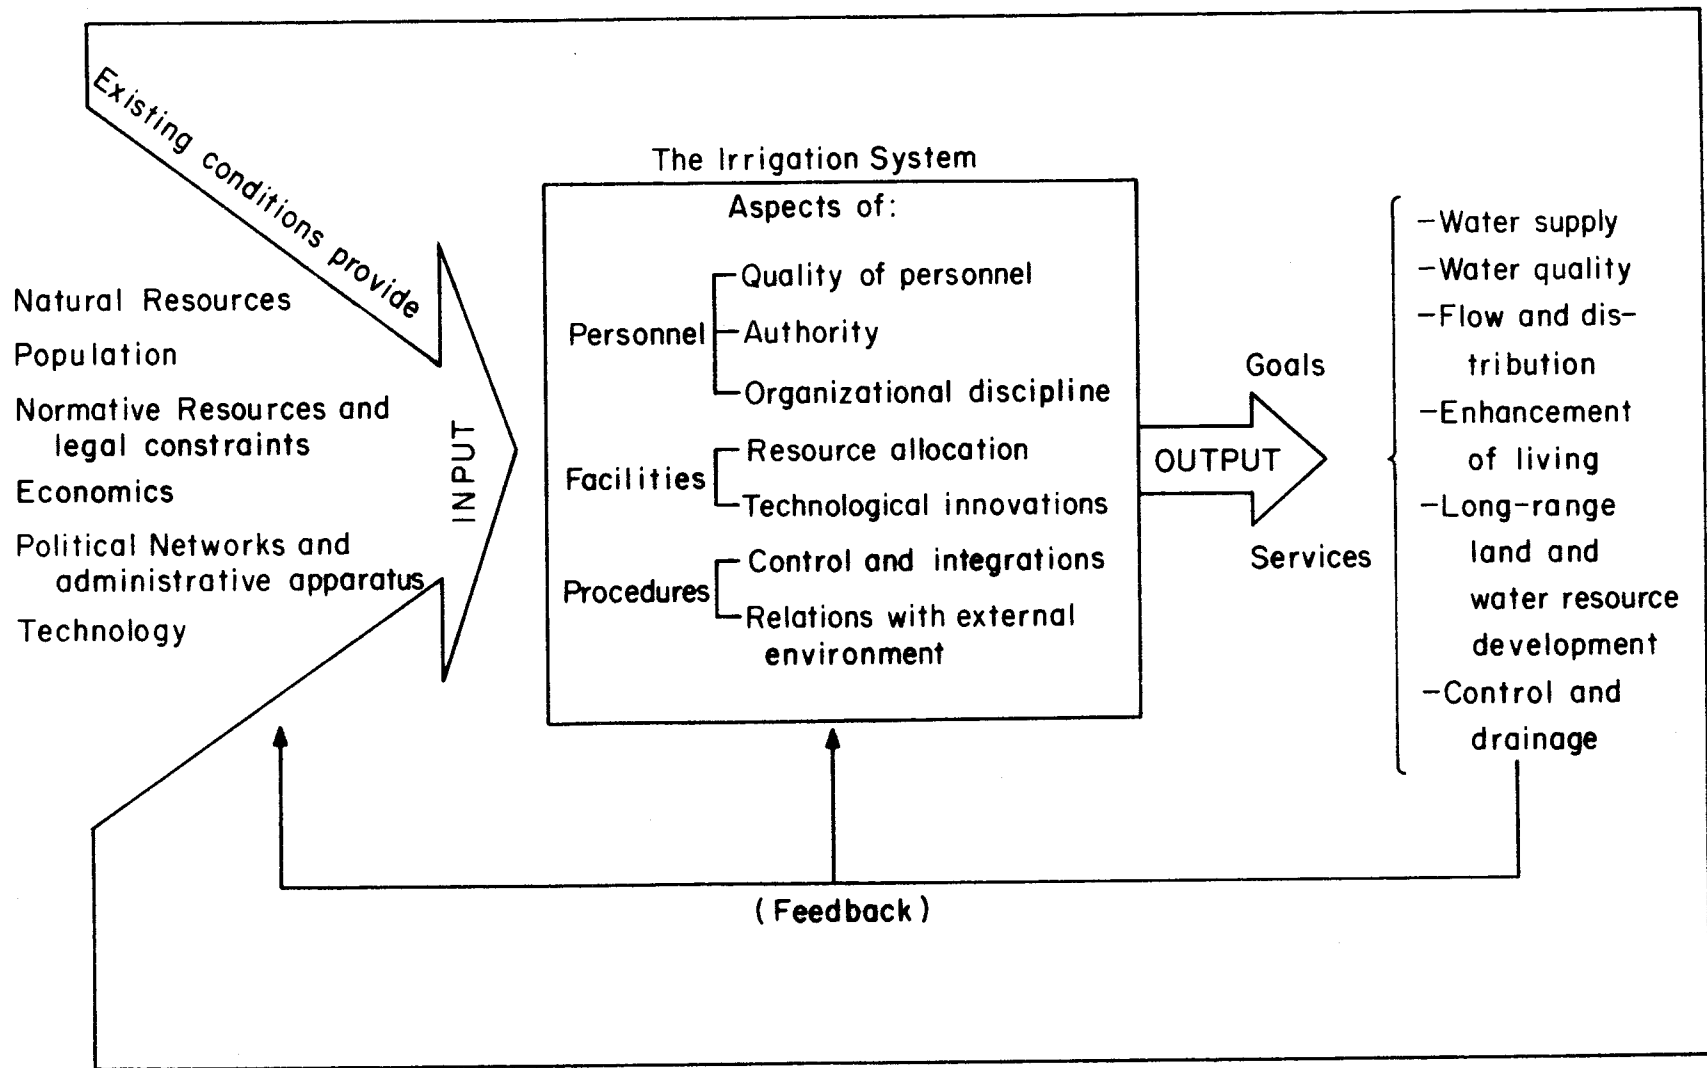 Existing conditions provide
Natural Resources
Population
Normative Resources and
legal constraints
Economics
Political Networks and
administrative apparatus
Technology
INPUT
The Irrigation System
Aspects of:
Personnel
Quality of personnel
Authority
Organizational discipline
Facilities
Resource allocation
Technological innovations
Procedures
Control and integrations
Relations with external
environment
Goals
OUTPUT
Services
-Water supply
-Water quality
-Flow and dis-
tribution
-Enhancement
of living
-Long-range
land and
water resource
development
-Control and
drainage
(Feedback)